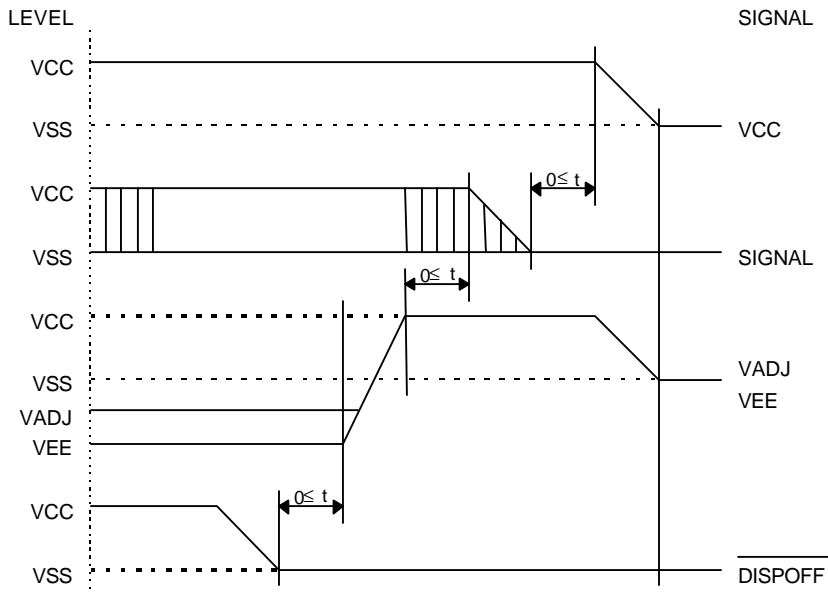 LEVEL SIGNAL
VCC
VSS VCC
VCC 0≤ t
VSS SIGNAL
0≤ t
VCC
VSS VADJ
VADJ VEE
VEE
VCC 0≤ t
VSS DISPOFF